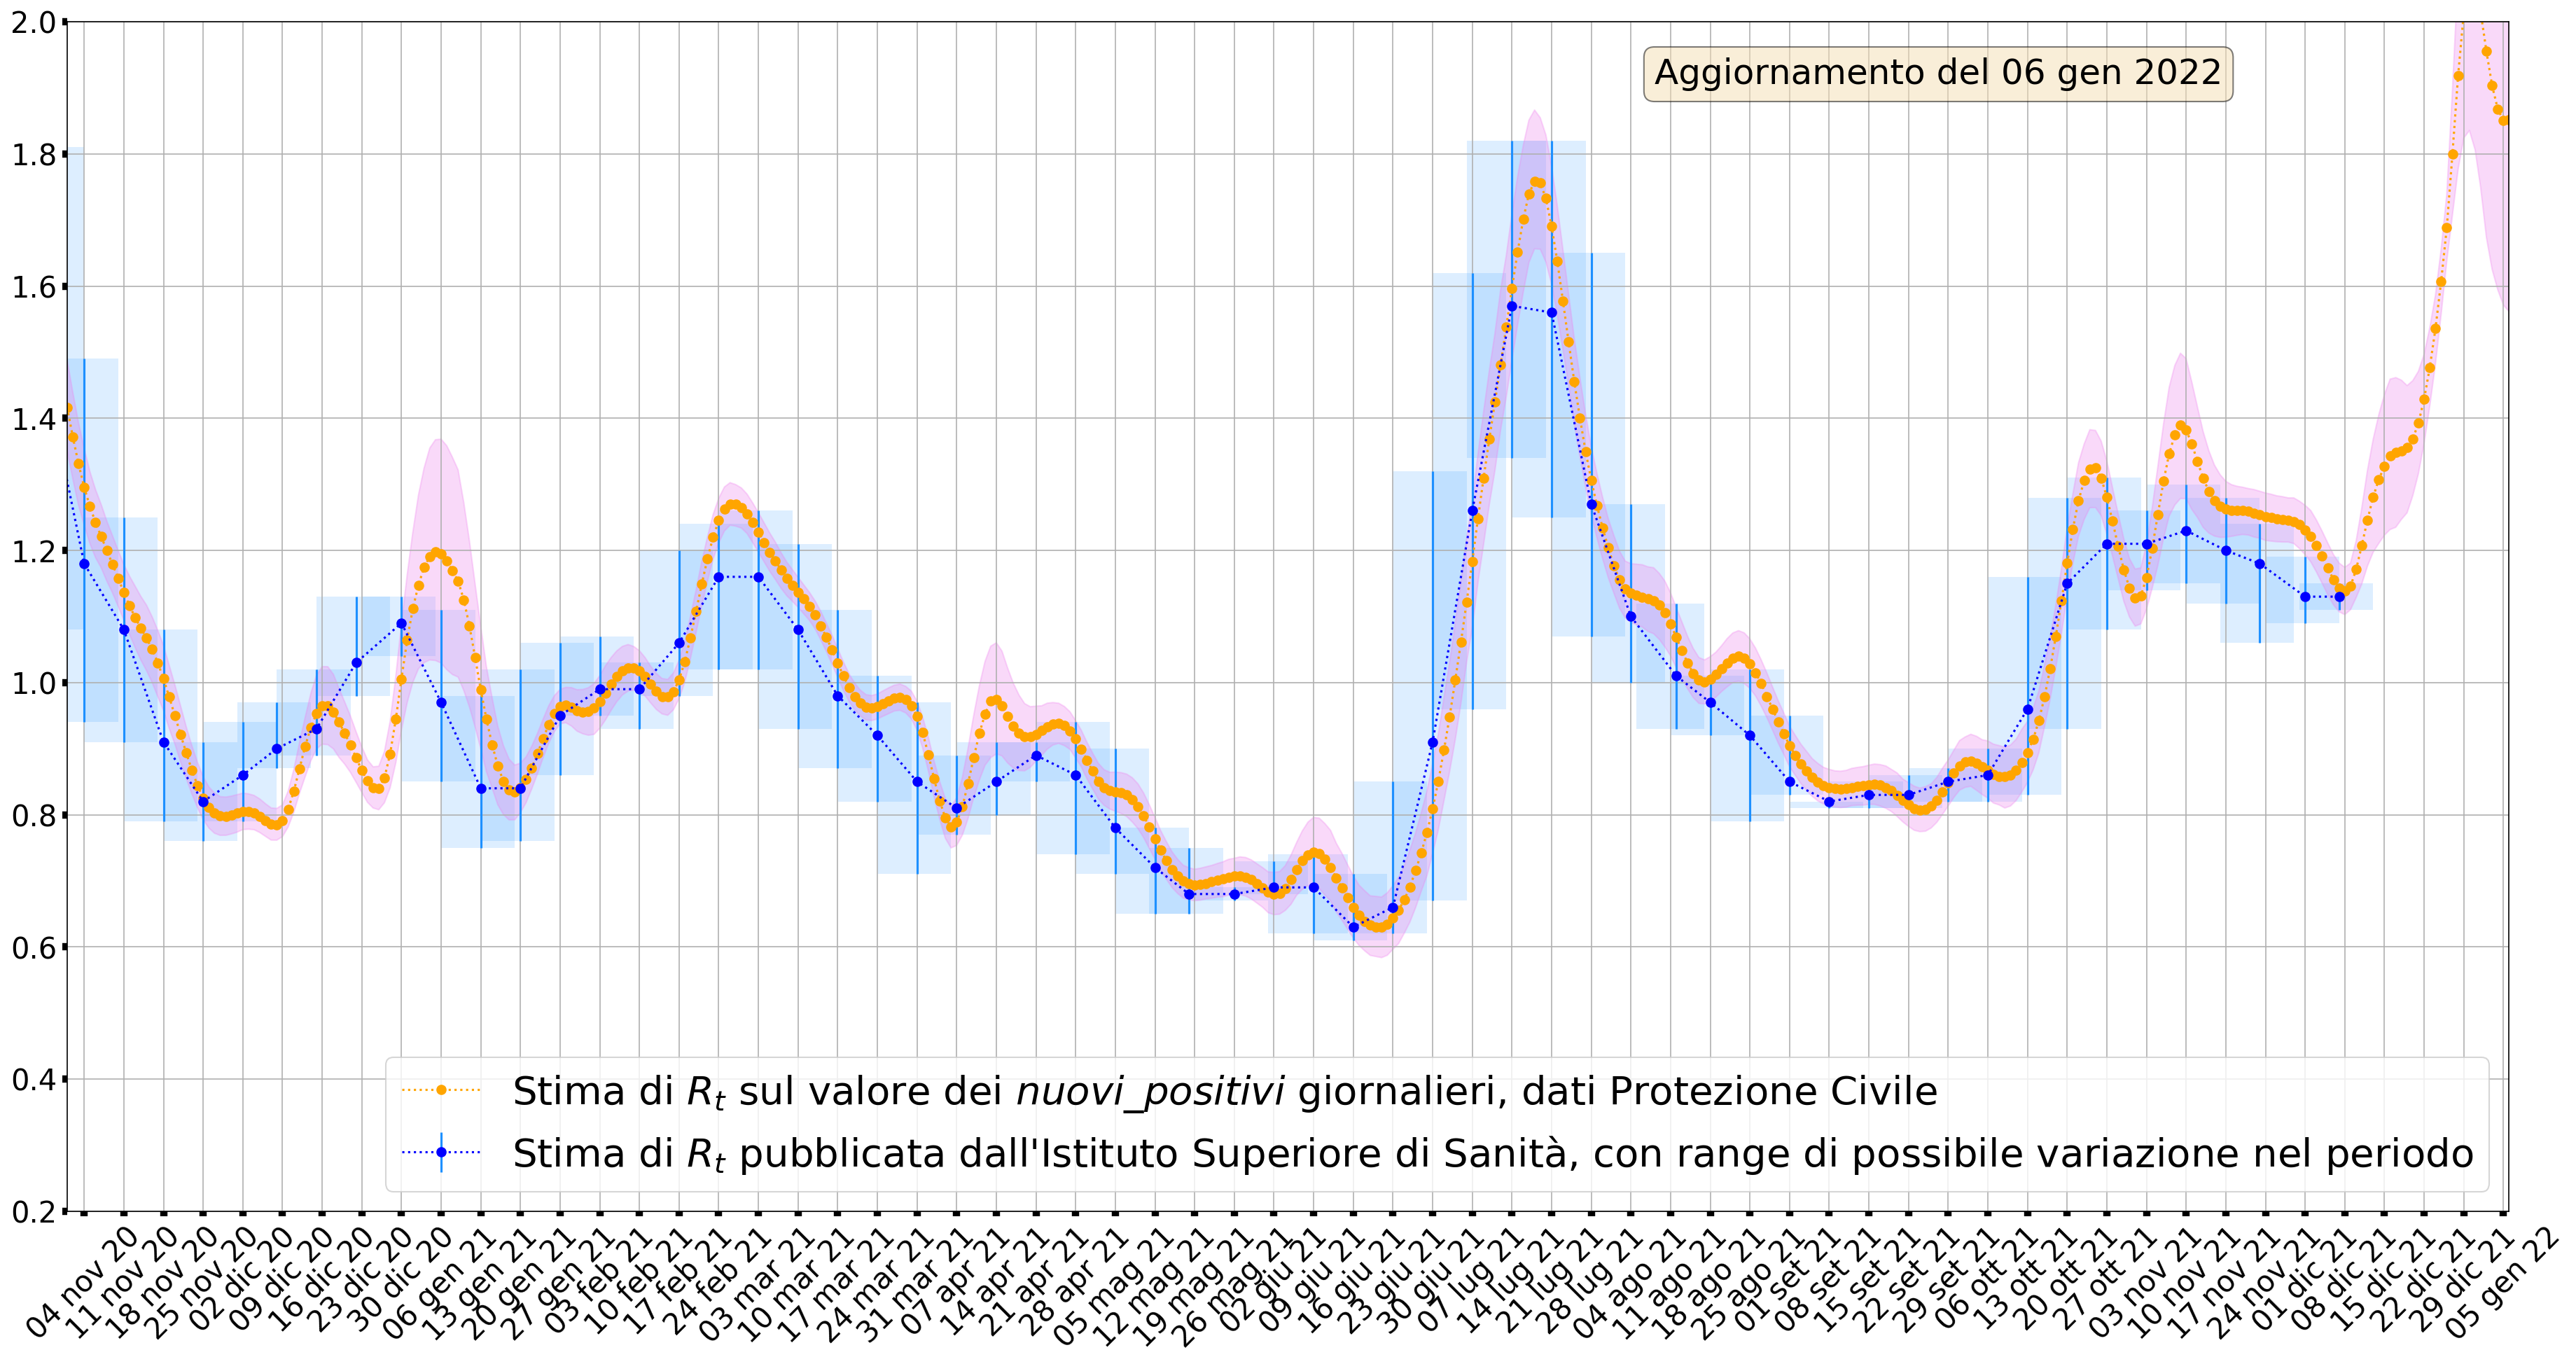 2.0
1.8
1.6
1.4
1.2
1.0
0.8
0.6
0.4
0.2
Aggiornamento del 06 gen 2022
Stima di Rt sul valore dei nuovi_positivi giornalieri, dati Protezione Civile
Stima di Rt pubblicata dall'Istituto Superiore di Sanità, con range di possibile variazione nel periodo
04 nov 20
11 nov 20
18 nov 20
25 nov 20
02 dic 20
09 dic 20
16 dic 20
23 dic 20
30 dic 20
06 gen 21
13 gen 21
20 gen 21
27 gen 21
03 feb 21
10 feb 21
17 feb 21
24 feb 21
03 mar 21
10 mar 21
17 mar 21
24 mar 21
31 mar 21
07 apr 21
14 apr 21
21 apr 21
28 apr 21
05 mag 21
12 mag 21
19 mag 21
26 mag 21
02 giu 21
09 giu 21
16 giu 21
23 giu 21
30 giu 21
07 lug 21
14 lug 21
21 lug 21
28 lug 21
04 ago 21
11 ago 21
18 ago 21
25 ago 21
01 set 21
08 set 21
15 set 21
22 set 21
29 set 21
06 ott 21
13 ott 21
20 ott 21
27 ott 21
03 nov 21
10 nov 21
17 nov 21
24 nov 21
01 dic 21
08 dic 21
15 dic 21
22 dic 21
29 dic 21
05 gen 22